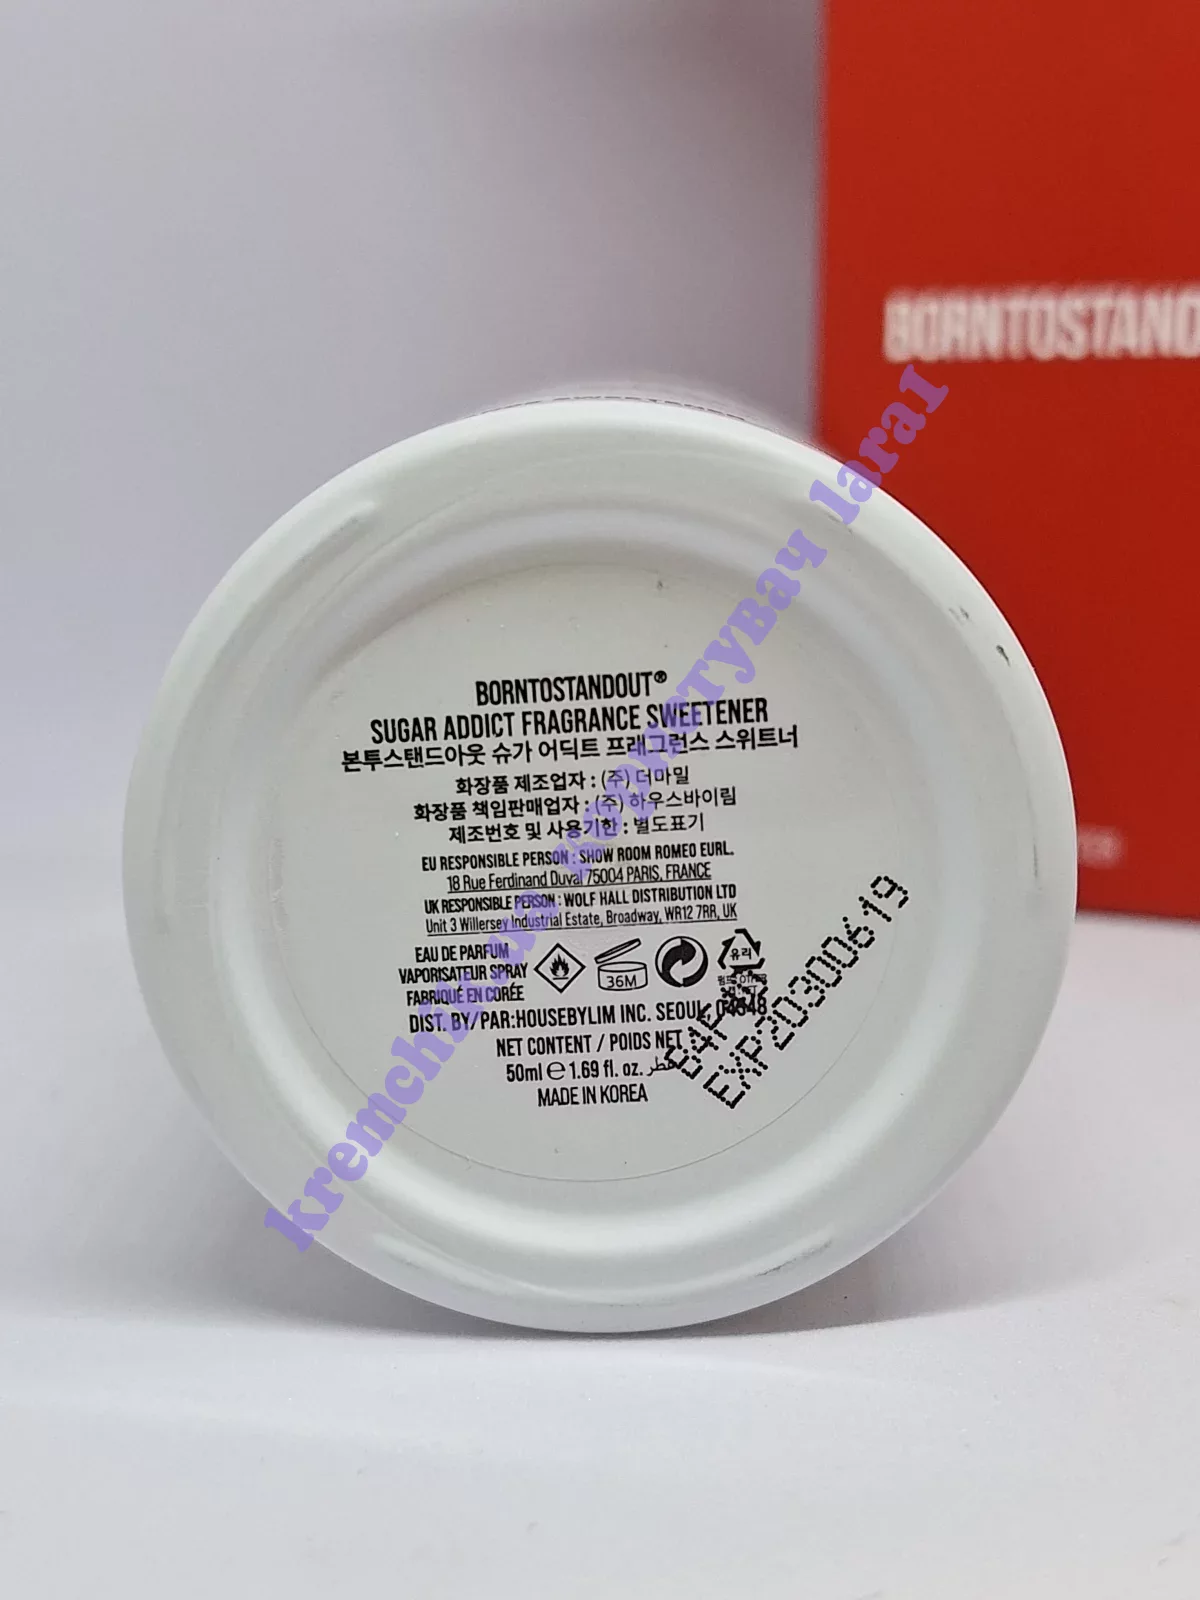 BORNTOSTAND
BORNTOSTANDOUT®
SUGAR ADDICT FRAGRANCE SWEETENER
본투스탠드아웃 슈가 어딕트 프래그런스 스위트너
화장품 제조업자 : (주) 더마밀
화장품 책임판매업자 : (주) 하우스바이림
제조번호 및 사용기한 : 별도표기
EU RESPONSIBLE PERSON : SHOW ROOM ROMEO EURL.
18 Rue Ferdinand Duval 75004 PARIS, FRANCE
UK RESPONSIBLE PERSON : WOLF HALL DISTRIBUTION LTD
Unit 3 Willersey Industrial Estate, Broadway, WR12 7RR, UK
EAU DE PARFUM
VAPORISATEUR SPRAY
FABRIQUÉ EN CORÉE
36M
유리
DIST. BY/PAR:HOUSEBYLIM INC. SEOUL,
NET CONTENT / POIDS NET
50ml e 1.69 fl. oz.
MADE IN KOREA
EXP20300619
kremchik.ua користувач lara1